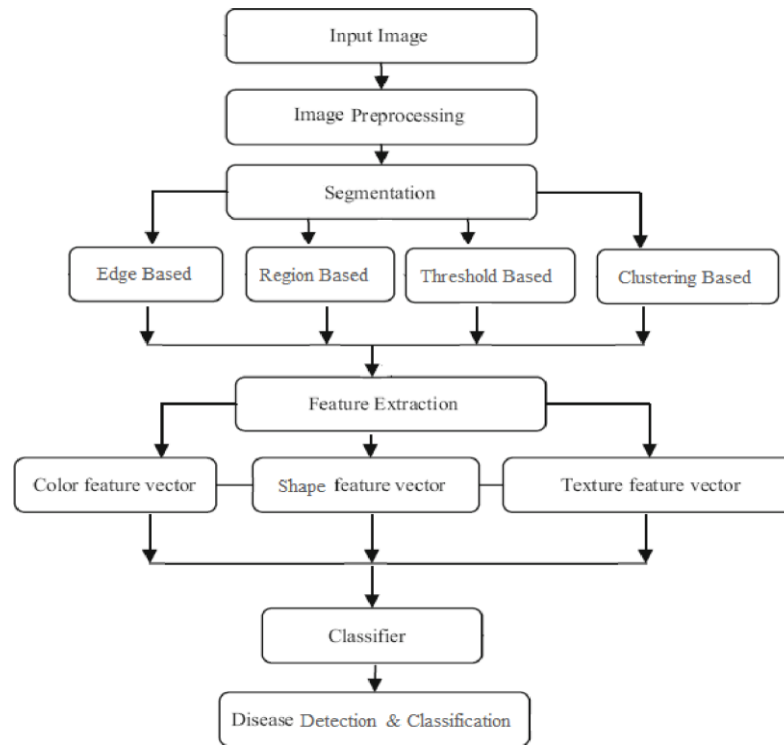 Input Image
Image Preprocessing
Segmentation
Edge Based
Region Based
Threshold Based
Clustering Based
Feature Extraction
Color feature vector
Shape feature vector
Texture feature vector
Classifier
Disease Detection & Classification